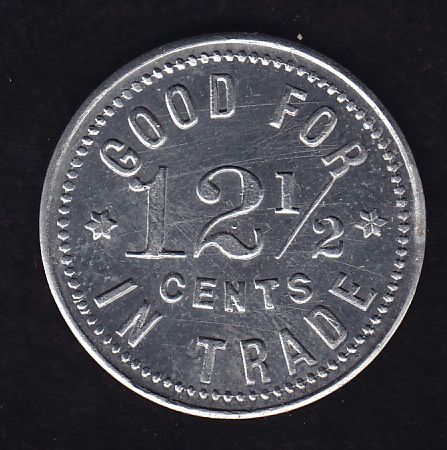 GOOD FOR
12 1/2
CENTS
IN TRADE